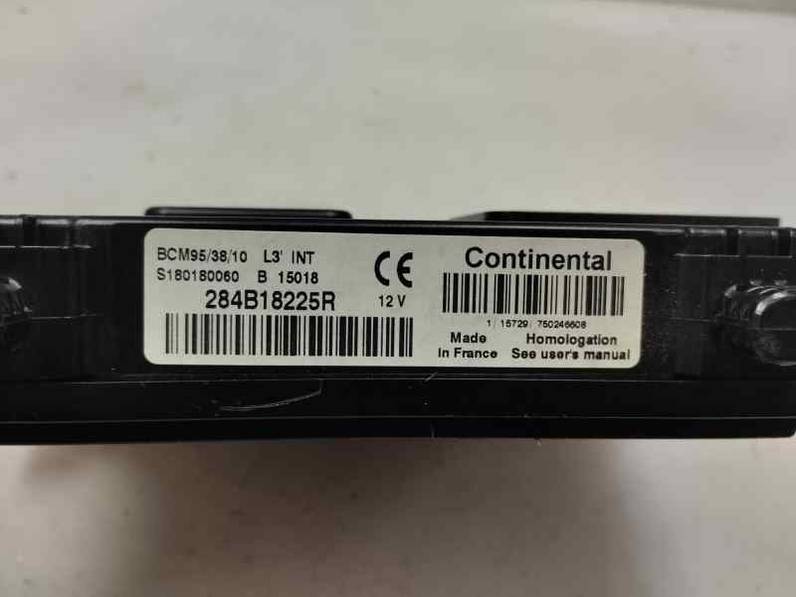 BCM95/38/10 L3' INT
S180180060 B 15018
284B18225R 12 V
CE
Continental
1 15729 750246608
Made In France
Homologation See user's manual